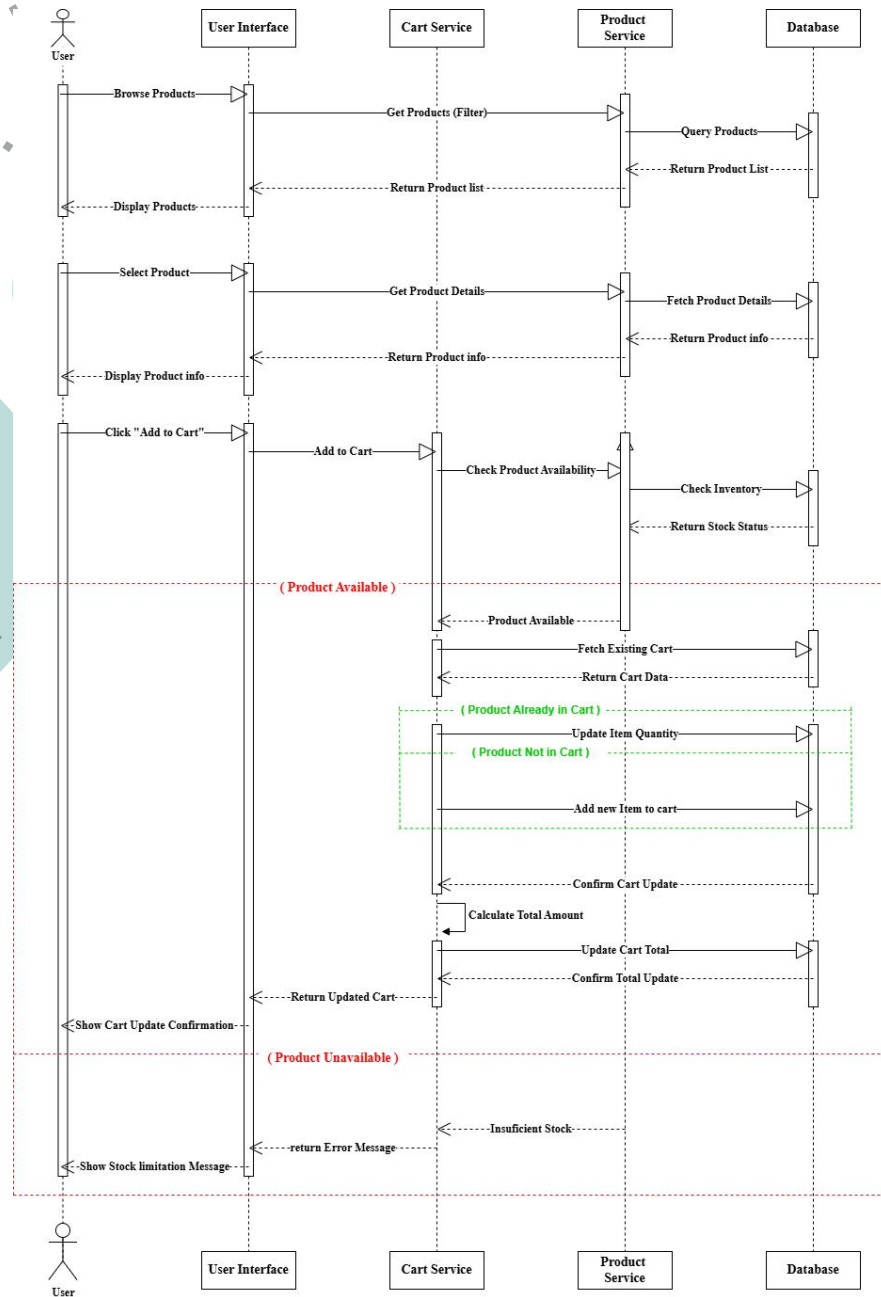 User
User Interface
Cart Service
Product
Service
Database
Browse Products
Get Products (Filter)
Query Products
Return Product List
Return Product list
Display Products
Select Product
Get Product Details
Fetch Product Details
Return Product info
Return Product info
Display Product info
Click "Add to Cart"
Add to Cart
Check Product Availability
Check Inventory
Return Stock Status
( Product Available )
Product Available
Fetch Existing Cart
Return Cart Data
( Product Already in Cart )
Update Item Quantity
( Product Not in Cart )
Add new Item to cart
Confirm Cart Update
Calculate Total Amount
Update Cart Total
Confirm Total Update
Return Updated Cart
Show Cart Update Confirmation
( Product Unavailable )
Insuficient Stock
return Error Message
Show Stock limitation Message
User
User Interface
Cart Service
Product
Service
Database